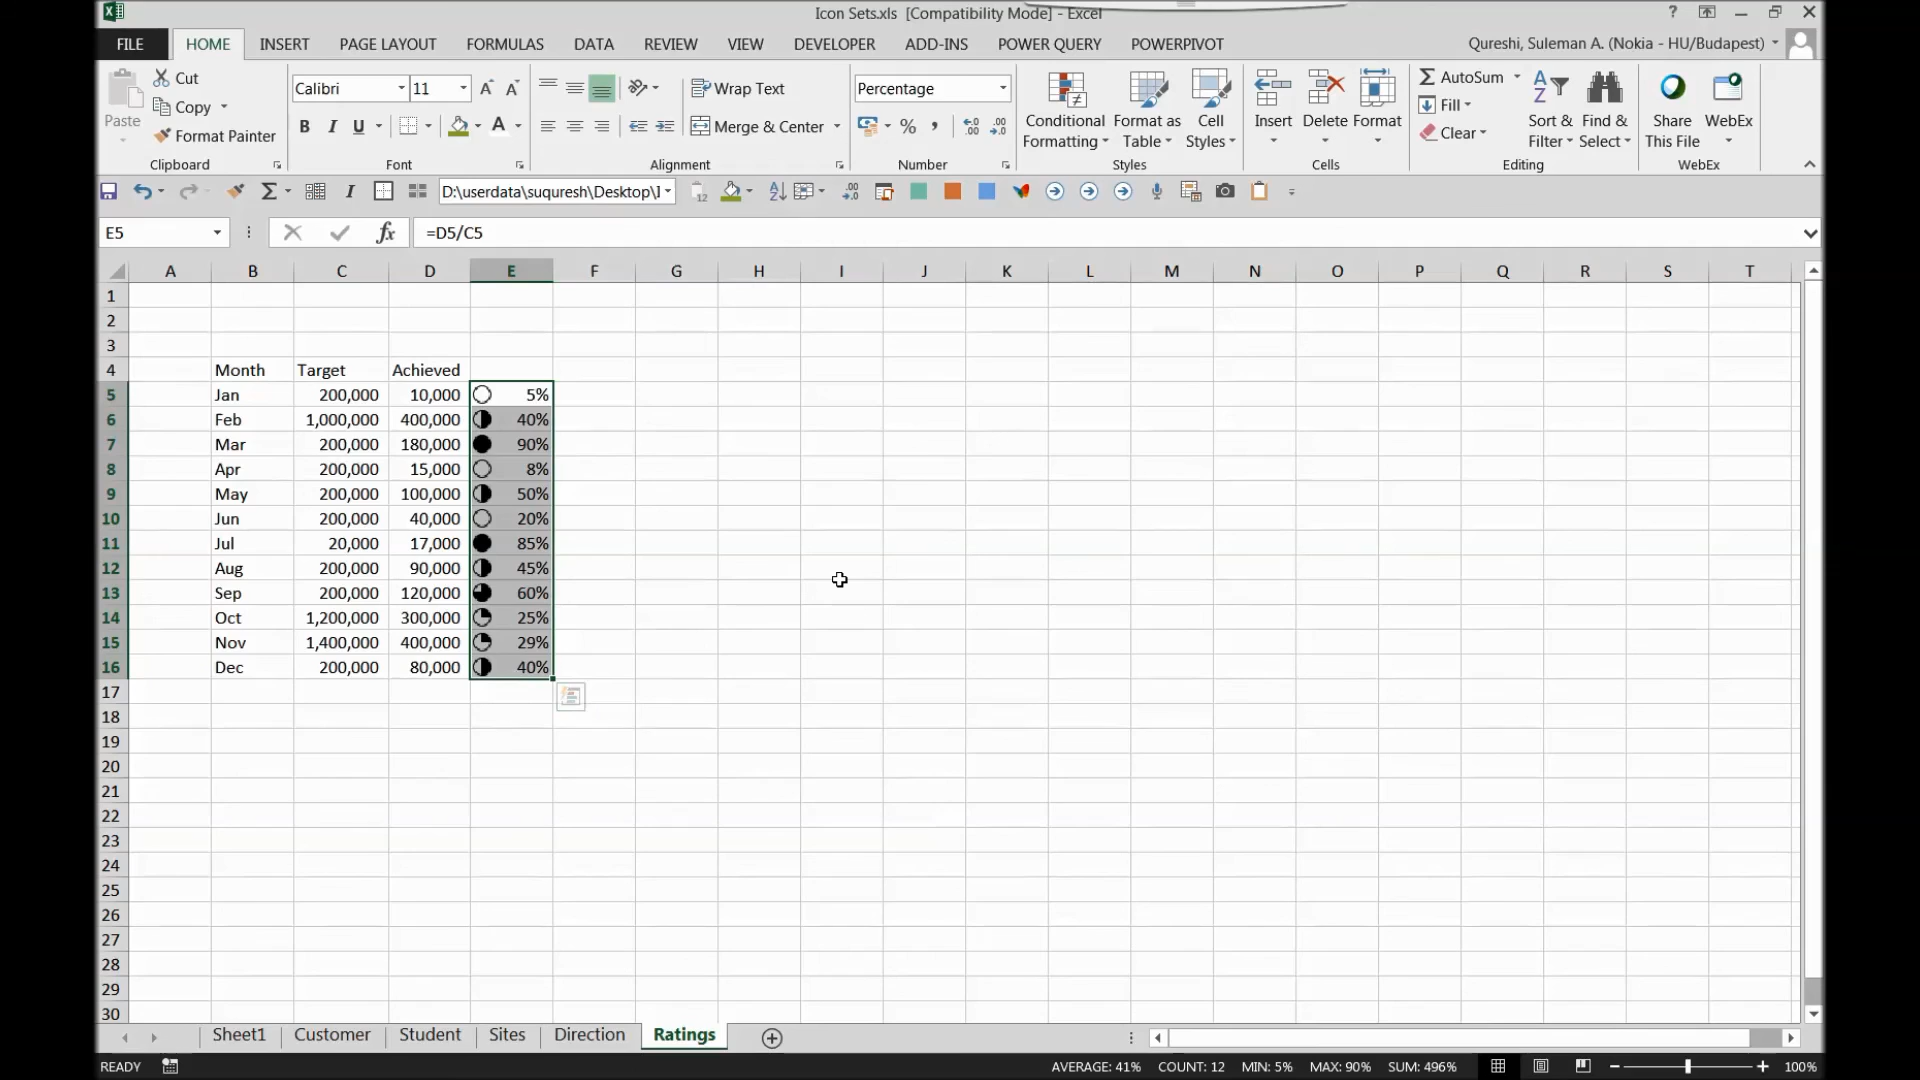 Icon Sets.xls [Compatibility Mode] - Excel
FILE HOME INSERT PAGE LAYOUT FORMULAS DATA REVIEW VIEW DEVELOPER ADD-INS POWER QUERY POWERPIVOT Qureshi, Suleman A. (Nokia - HU/Budapest)
Paste
Cut
Copy
Format Painter
Clipboard
Calibri 11
B I U A
Font
Wrap Text
Merge & Center
Alignment
Percentage
%
Number
Conditional Formatting
Format as Table
Cell Styles
Styles
Insert Delete Format
Cells
AutoSum
Fill
Clear
Sort & Filter
Find & Select
Editing
Share This File
WebEx
WebEx
D:\userdata\suquresh\Desktop\I
E5 fx =D5/C5
A B C D E F G H I J K L M N O P Q R S T
1
2
3
4 Month Target Achieved
5 Jan 200,000 10,000 5%
6 Feb 1,000,000 400,000 40%
7 Mar 200,000 180,000 90%
8 Apr 200,000 15,000 8%
9 May 200,000 100,000 50%
10 Jun 200,000 40,000 20%
11 Jul 20,000 17,000 85%
12 Aug 200,000 90,000 45%
13 Sep 200,000 120,000 60%
14 Oct 1,200,000 300,000 25%
15 Nov 1,400,000 400,000 29%
16 Dec 200,000 80,000 40%
17
18
19
20
21
22
23
24
25
26
27
28
29
30
Sheet1 Customer Student Sites Direction Ratings
READY AVERAGE: 41% COUNT: 12 MIN: 5% MAX: 90% SUM: 496% 100%